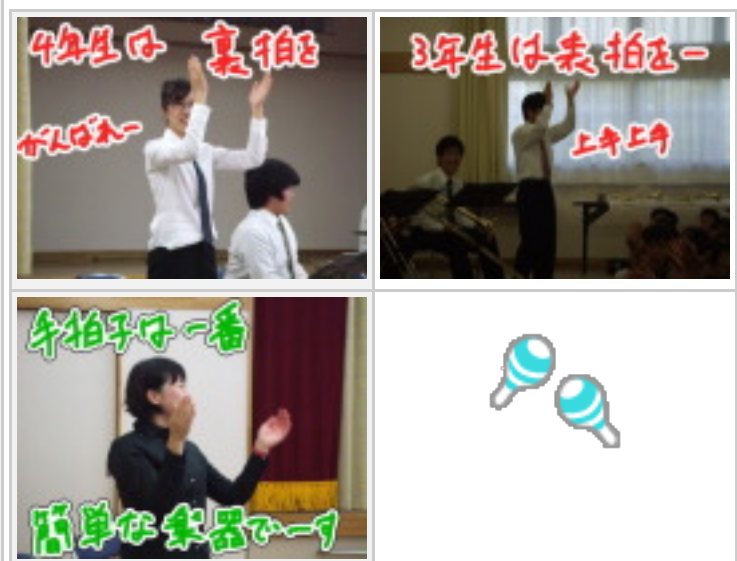 4年生は 裏拍を
がんばれー
3年生は表拍をー
上手上手
手拍子は一番
簡単な楽器でーす